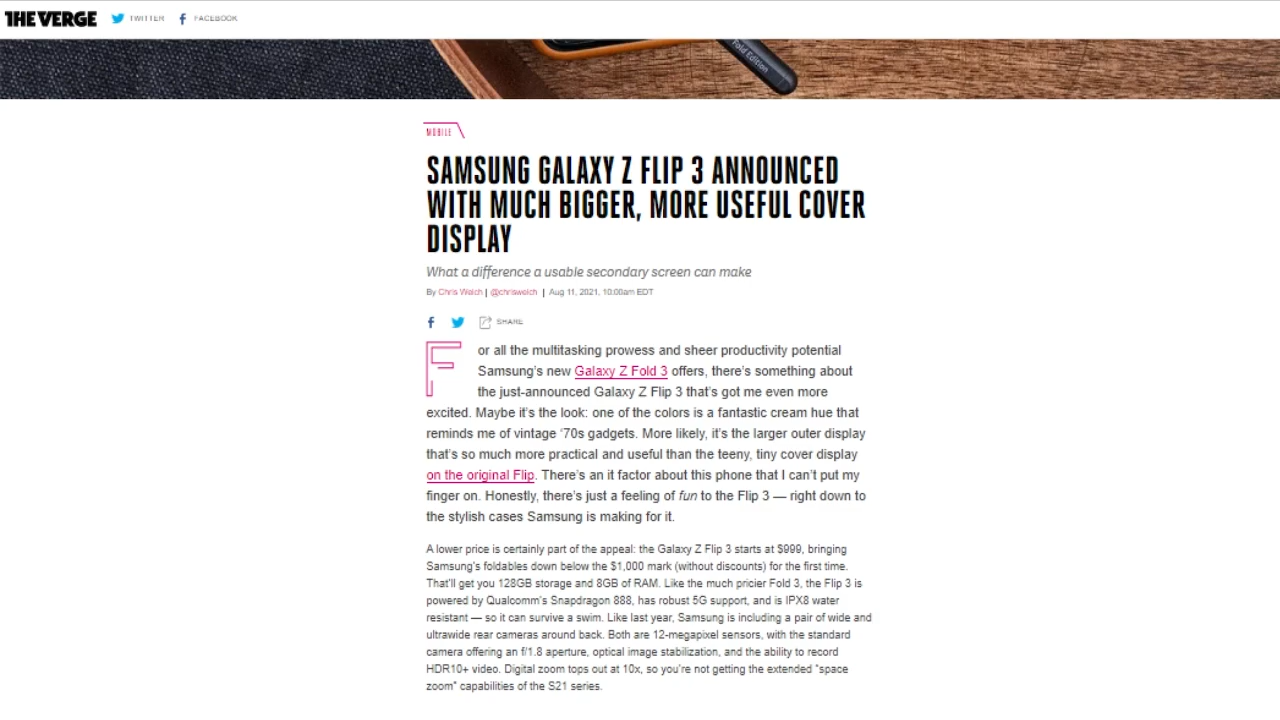 THE VERGE TWITTER FACEBOOK
Fold Edition
MOBILE
SAMSUNG GALAXY Z FLIP 3 ANNOUNCED
WITH MUCH BIGGER, MORE USEFUL COVER
DISPLAY
What a difference a usable secondary screen can make
By Chris Welch | @chriswelch | Aug 11, 2021, 10:00am EDT
SHARE
For all the multitasking prowess and sheer productivity potential
Samsung's new Galaxy Z Fold 3 offers, there's something about
the just-announced Galaxy Z Flip 3 that's got me even more
excited. Maybe it's the look: one of the colors is a fantastic cream hue that
reminds me of vintage '70s gadgets. More likely, it's the larger outer display
that's so much more practical and useful than the teeny, tiny cover display
on the original Flip. There's an it factor about this phone that I can't put my
finger on. Honestly, there's just a feeling of fun to the Flip 3 — right down to
the stylish cases Samsung is making for it.
A lower price is certainly part of the appeal: the Galaxy Z Flip 3 starts at $999, bringing
Samsung's foldables down below the $1,000 mark (without discounts) for the first time.
That'll get you 128GB storage and 8GB of RAM. Like the much pricier Fold 3, the Flip 3 is
powered by Qualcomm's Snapdragon 888, has robust 5G support, and is IPX8 water
resistant — so it can survive a swim. Like last year, Samsung is including a pair of wide and
ultrawide rear cameras around back. Both are 12-megapixel sensors, with the standard
camera offering an f/1.8 aperture, optical image stabilization, and the ability to record
HDR10+ video. Digital zoom tops out at 10x, so you're not getting the extended "space
zoom" capabilities of the S21 series.